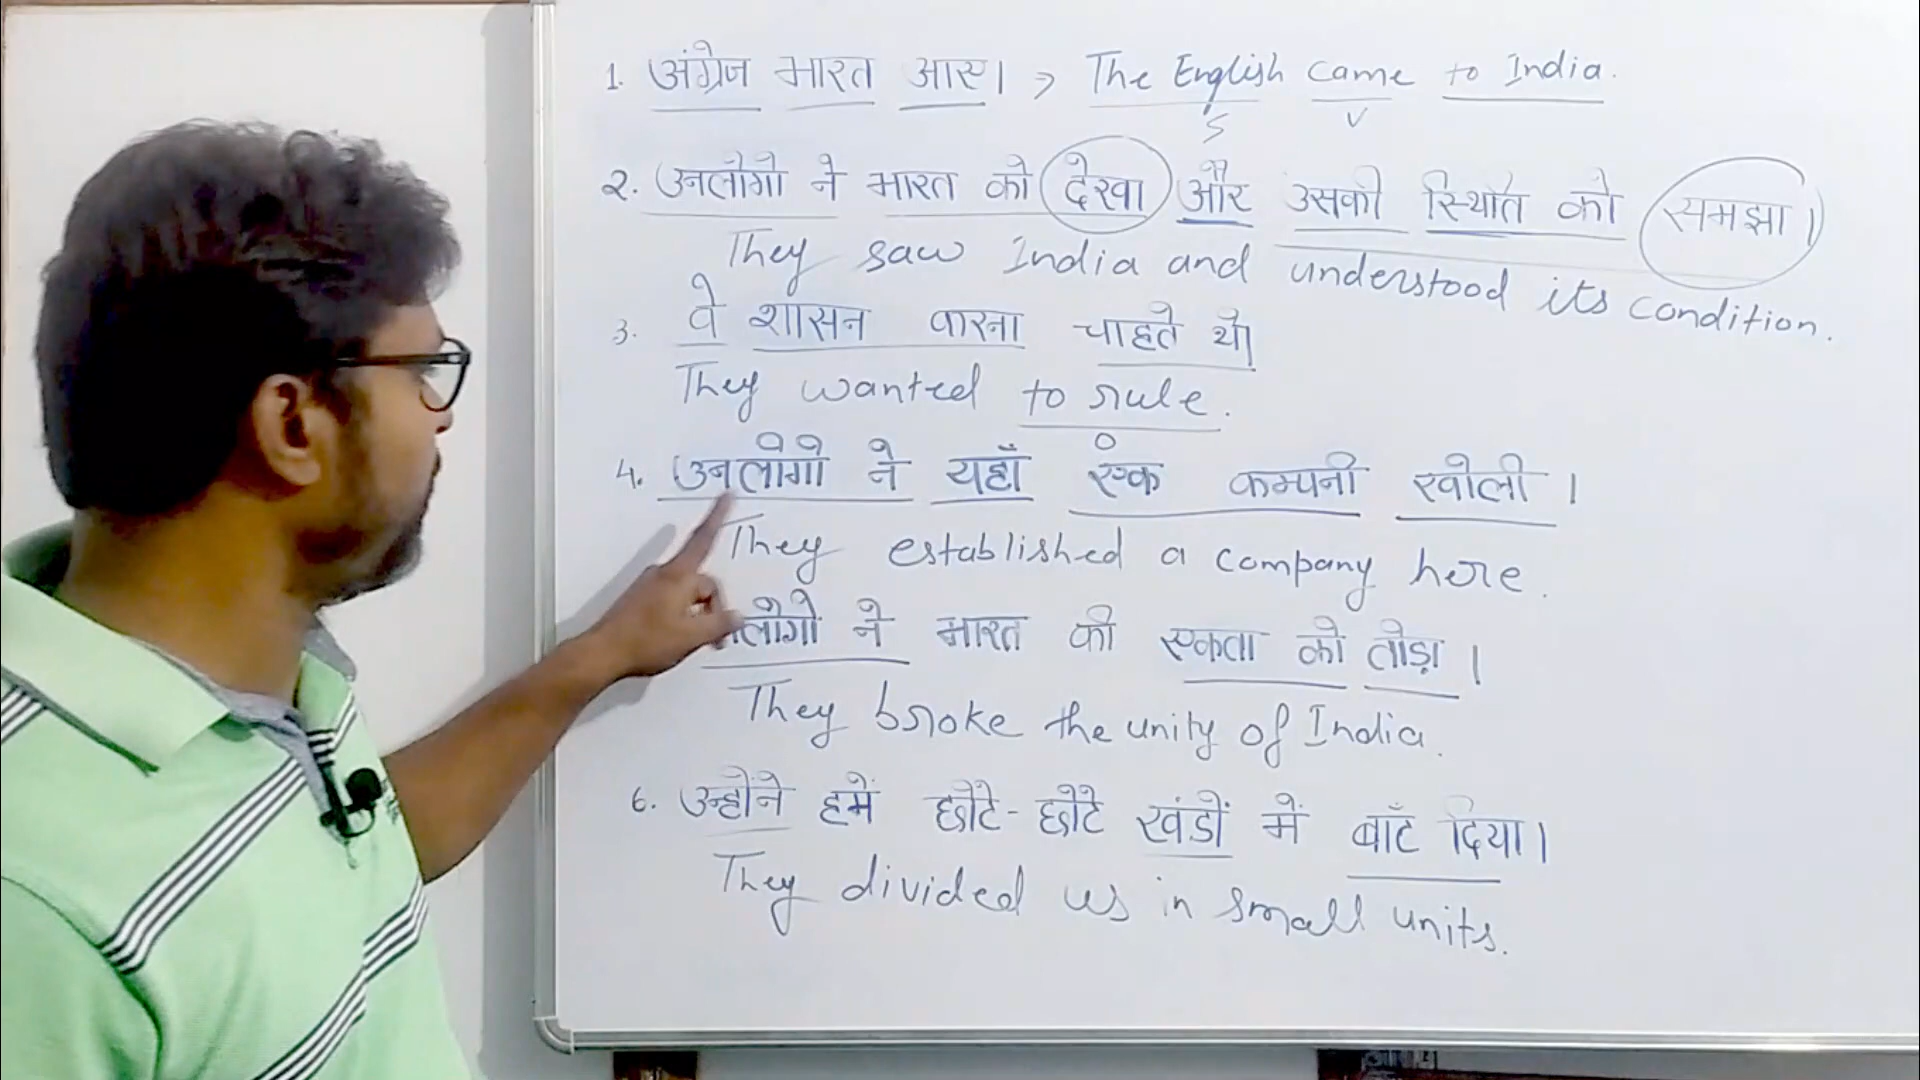 1. अंग्रेज भारत आए। → The English came to India.
S V
2. उनलोगो ने भारत को देखा और उसकी स्थिति को समझा।
They saw India and understood its condition.
3. वे शासन करना चाहते थे।
They wanted to rule.
O
4. उनलोगो ने यहाँ एक कम्पनी खोली।
They established a company here.
लोगो ने भारत की एकता को तोड़ा।
They broke the unity of India.
6. उन्होंने हमें छोटे-छोटे खंडों में बाँट दिया।
They divided us in small units.